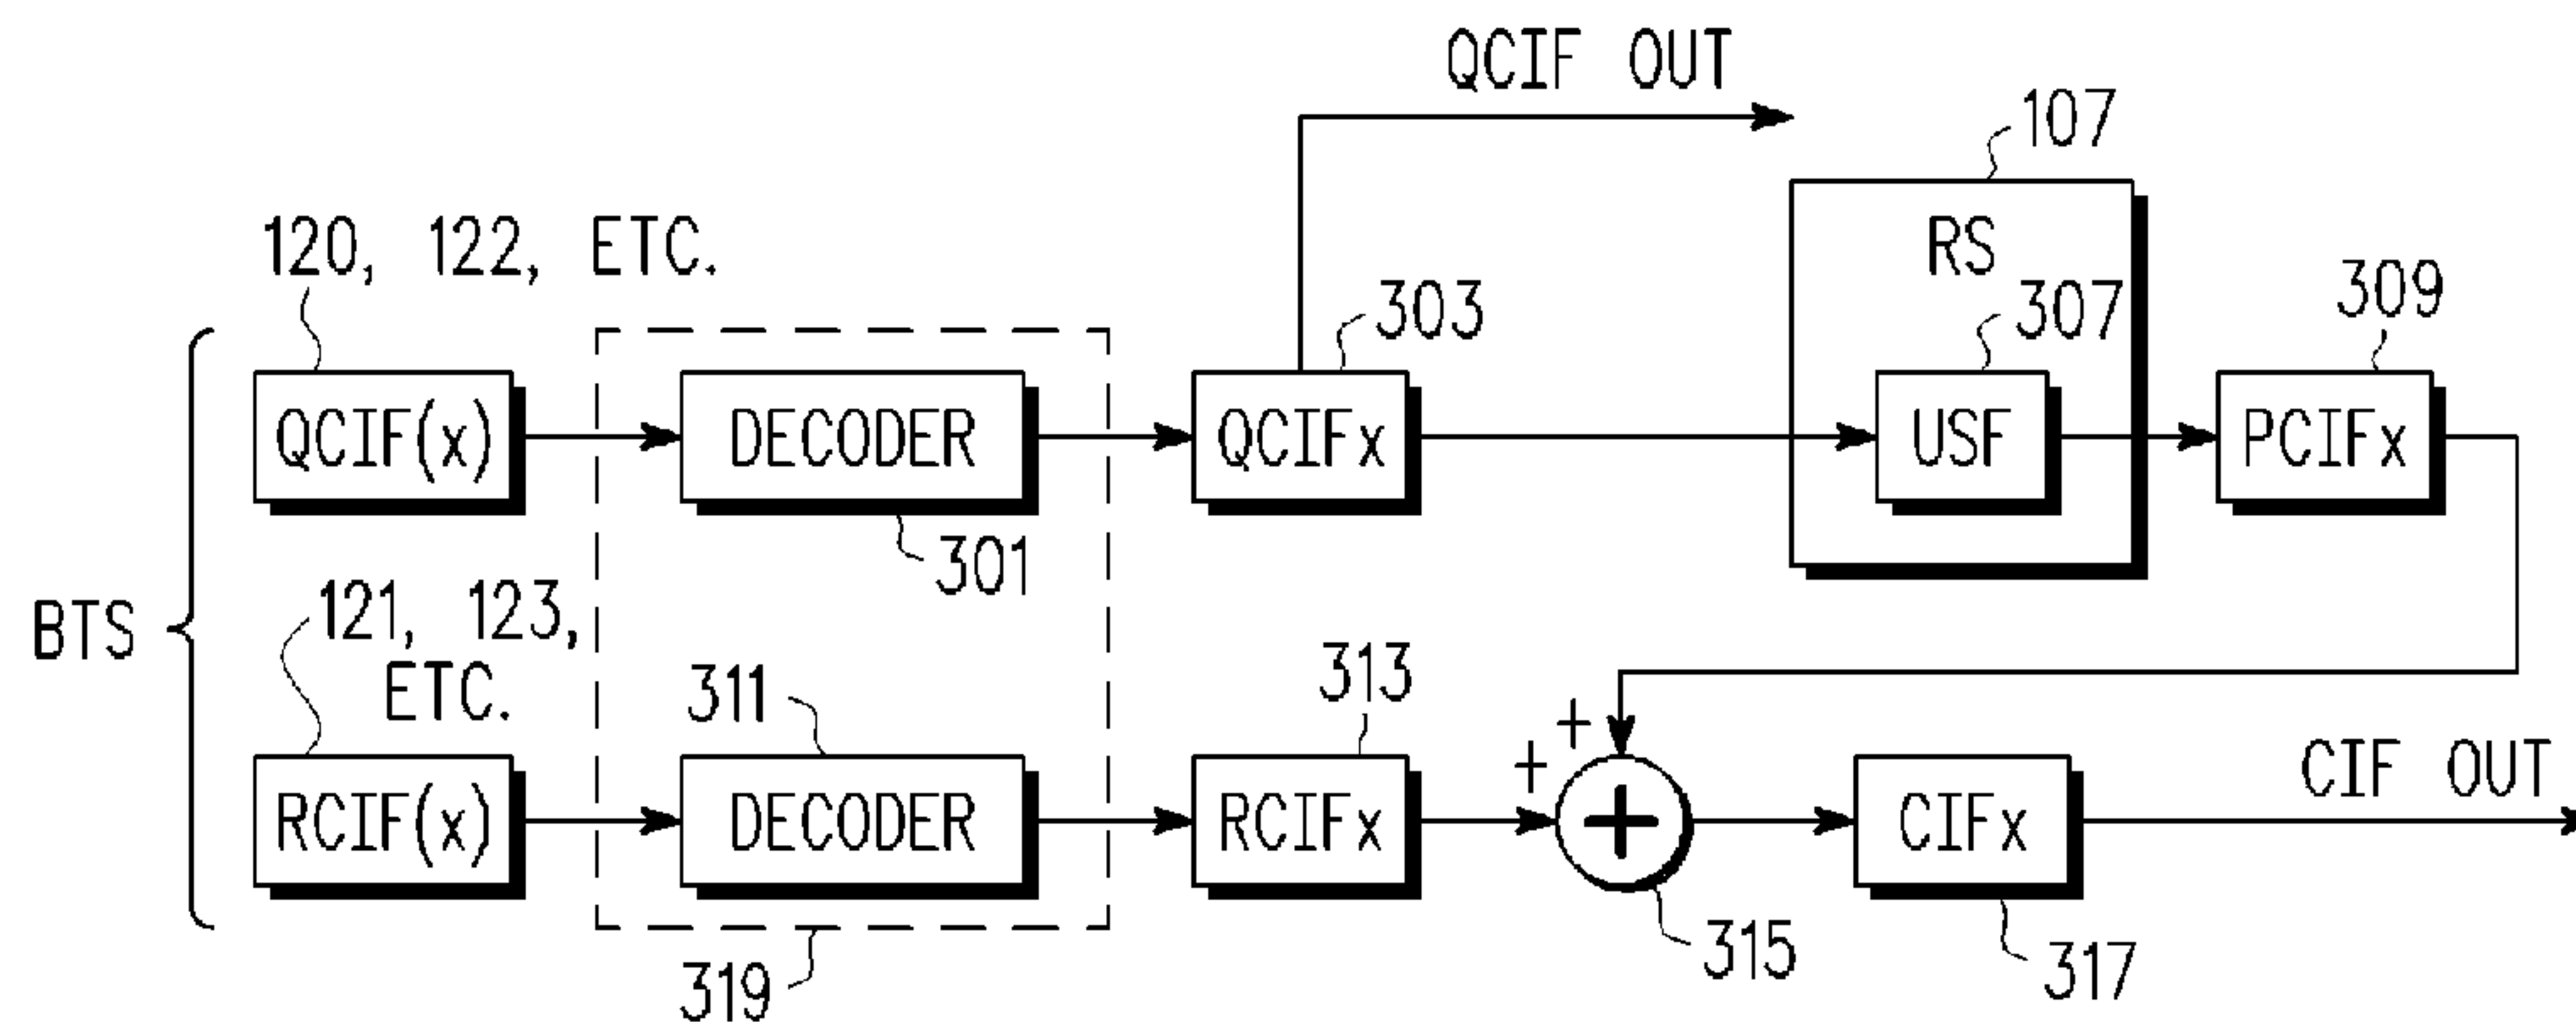 QCIF OUT
107
RS
120, 122, ETC.
303
307
309
QCIF(x)
DECODER
QCIFx
USF
PCIFx
301
BTS
121, 123,
ETC.
311
313
+
+
RCIF(x)
DECODER
RCIFx
+
CIFx
CIF OUT
315
317
319